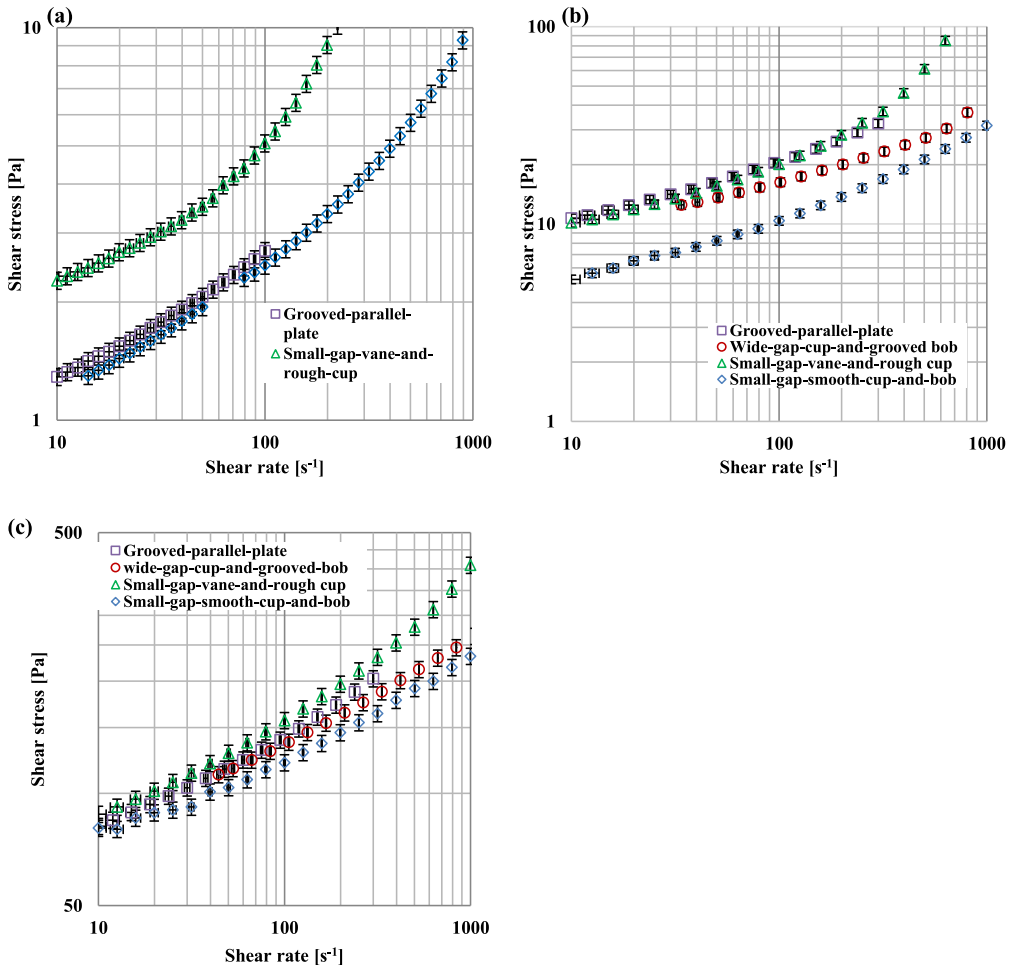 (a)
10
Shear stress [Pa]
Grooved-parallel-
plate
Small-gap-vane-and-
rough-cup
1
10
100
1000
Shear rate [s⁻¹]
(b)
100
Shear stress [Pa]
10
Grooved-parallel-plate
Wide-gap-cup-and-grooved bob
Small-gap-vane-and-rough cup
Small-gap-smooth-cup-and-bob
1
10
100
1000
Shear rate [s⁻¹]
(c)
500
Grooved-parallel-plate
wide-gap-cup-and-grooved-bob
Small-gap-vane-and-rough cup
Small-gap-smooth-cup-and-bob
Shear stress [Pa]
50
10
100
1000
Shear rate [s⁻¹]